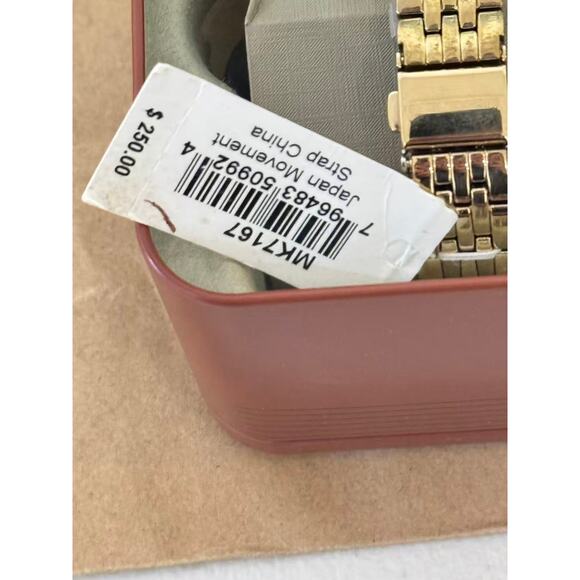 MK7167
7 96483 50992 4
Japan Movement
Strap China
$ 250.00